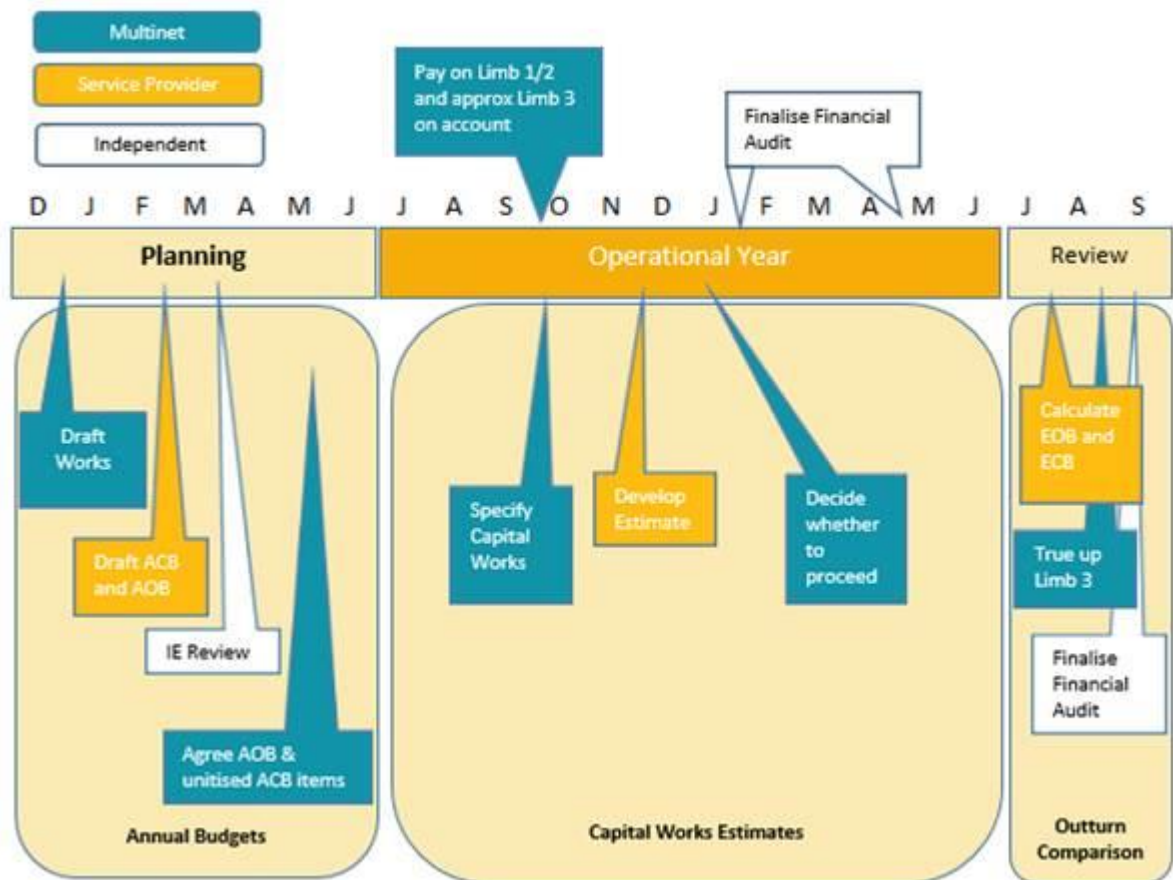 Multinet
Service Provider
Independent
Pay on Limb 1/2
and approx Limb 3
on account
Finalise Financial
Audit
D J F M A M J J A S O N D J F M A M J J A S
Planning
Operational Year
Review
Draft
Works
Draft ACB
and AOB
IE Review
Agree AOB &
unitised ACB items
Annual Budgets
Specify
Capital
Works
Develop
Estimate
Decide
whether
to
proceed
Capital Works Estimates
Calculate
EOB and
ECB
True up
Limb 3
Finalise
Financial
Audit
Outturn
Comparison